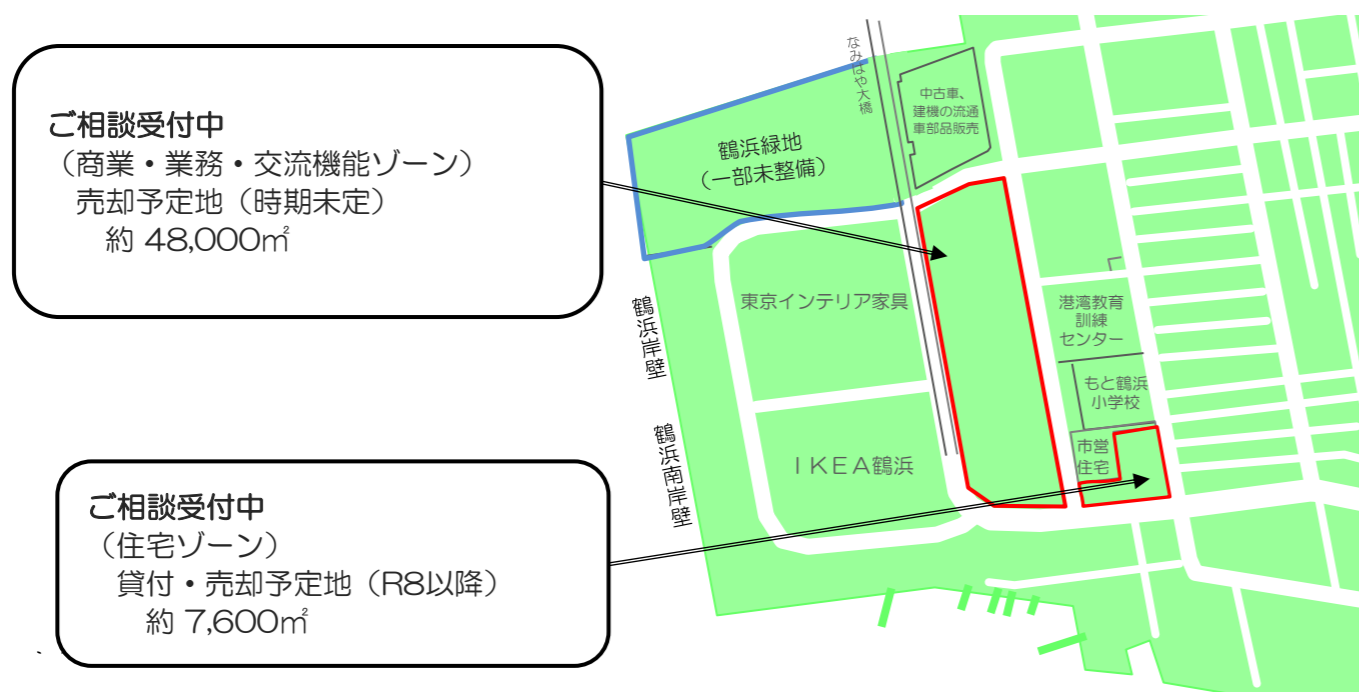 ご相談受付中
（商業・業務・交流機能ゾーン）
売却予定地（時期未定）
約 48,000㎡
ご相談受付中
（住宅ゾーン）
貸付・売却予定地（R8以降）
約 7,600㎡
なみはや大橋
中古車、
建機の流通
車部品販売
鶴浜緑地
（一部未整備）
東京インテリア家具
鶴浜岸壁
港湾教育
訓練
センター
もと鶴浜
小学校
市営
住宅
ＩＫＥＡ鶴浜
鶴浜南岸壁